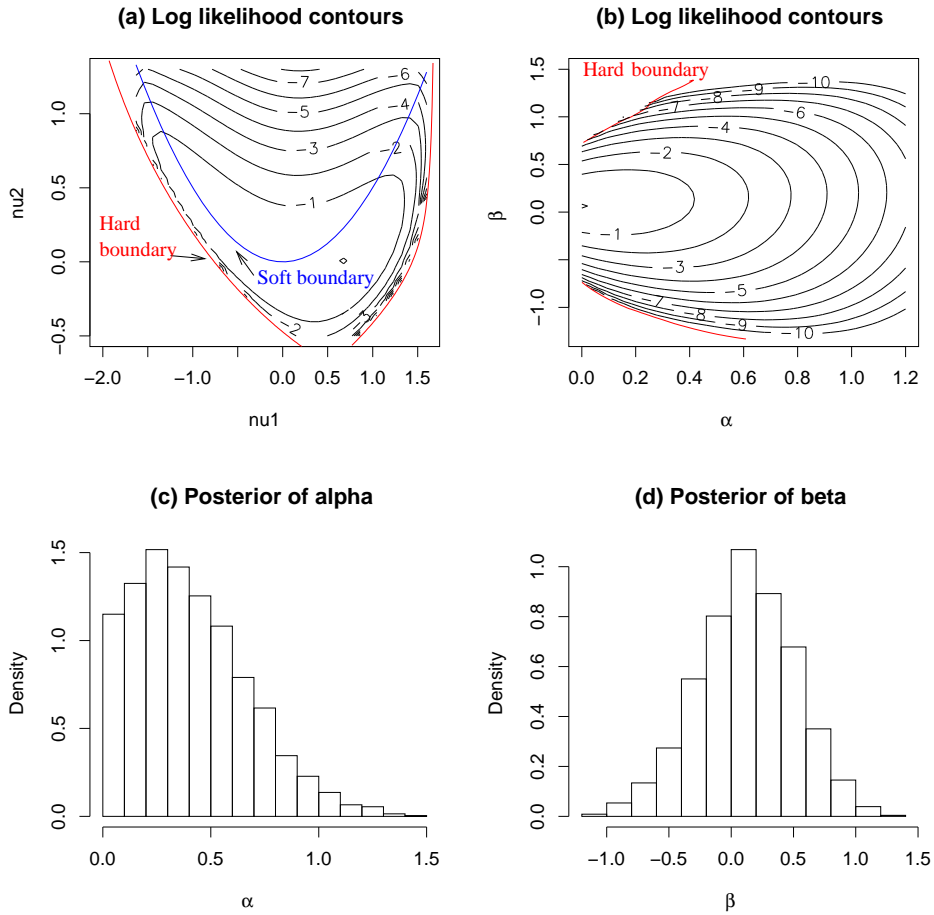 (a) Log likelihood contours
nu2
−0.5 0.0 0.5 1.0
−7
−6
−5
−4
−3
−2
−1
−2
3
Hard
boundary
Soft boundary
−2.0 −1.0 0.0 0.5 1.0 1.5
nu1
(b) Log likelihood contours
β
−1.0 0.0 0.5 1.0 1.5
Hard boundary
−10
−9
−8
−7
−6
−4
−2
−1
−3
−5
−7
−8
−9
−10
0.0 0.2 0.4 0.6 0.8 1.0 1.2
α
(c) Posterior of alpha
Density
0.0 0.5 1.0 1.5
0.0 0.5 1.0 1.5
α
(d) Posterior of beta
Density
0.0 0.2 0.4 0.6 0.8 1.0
−1.0 −0.5 0.0 0.5 1.0 1.5
β